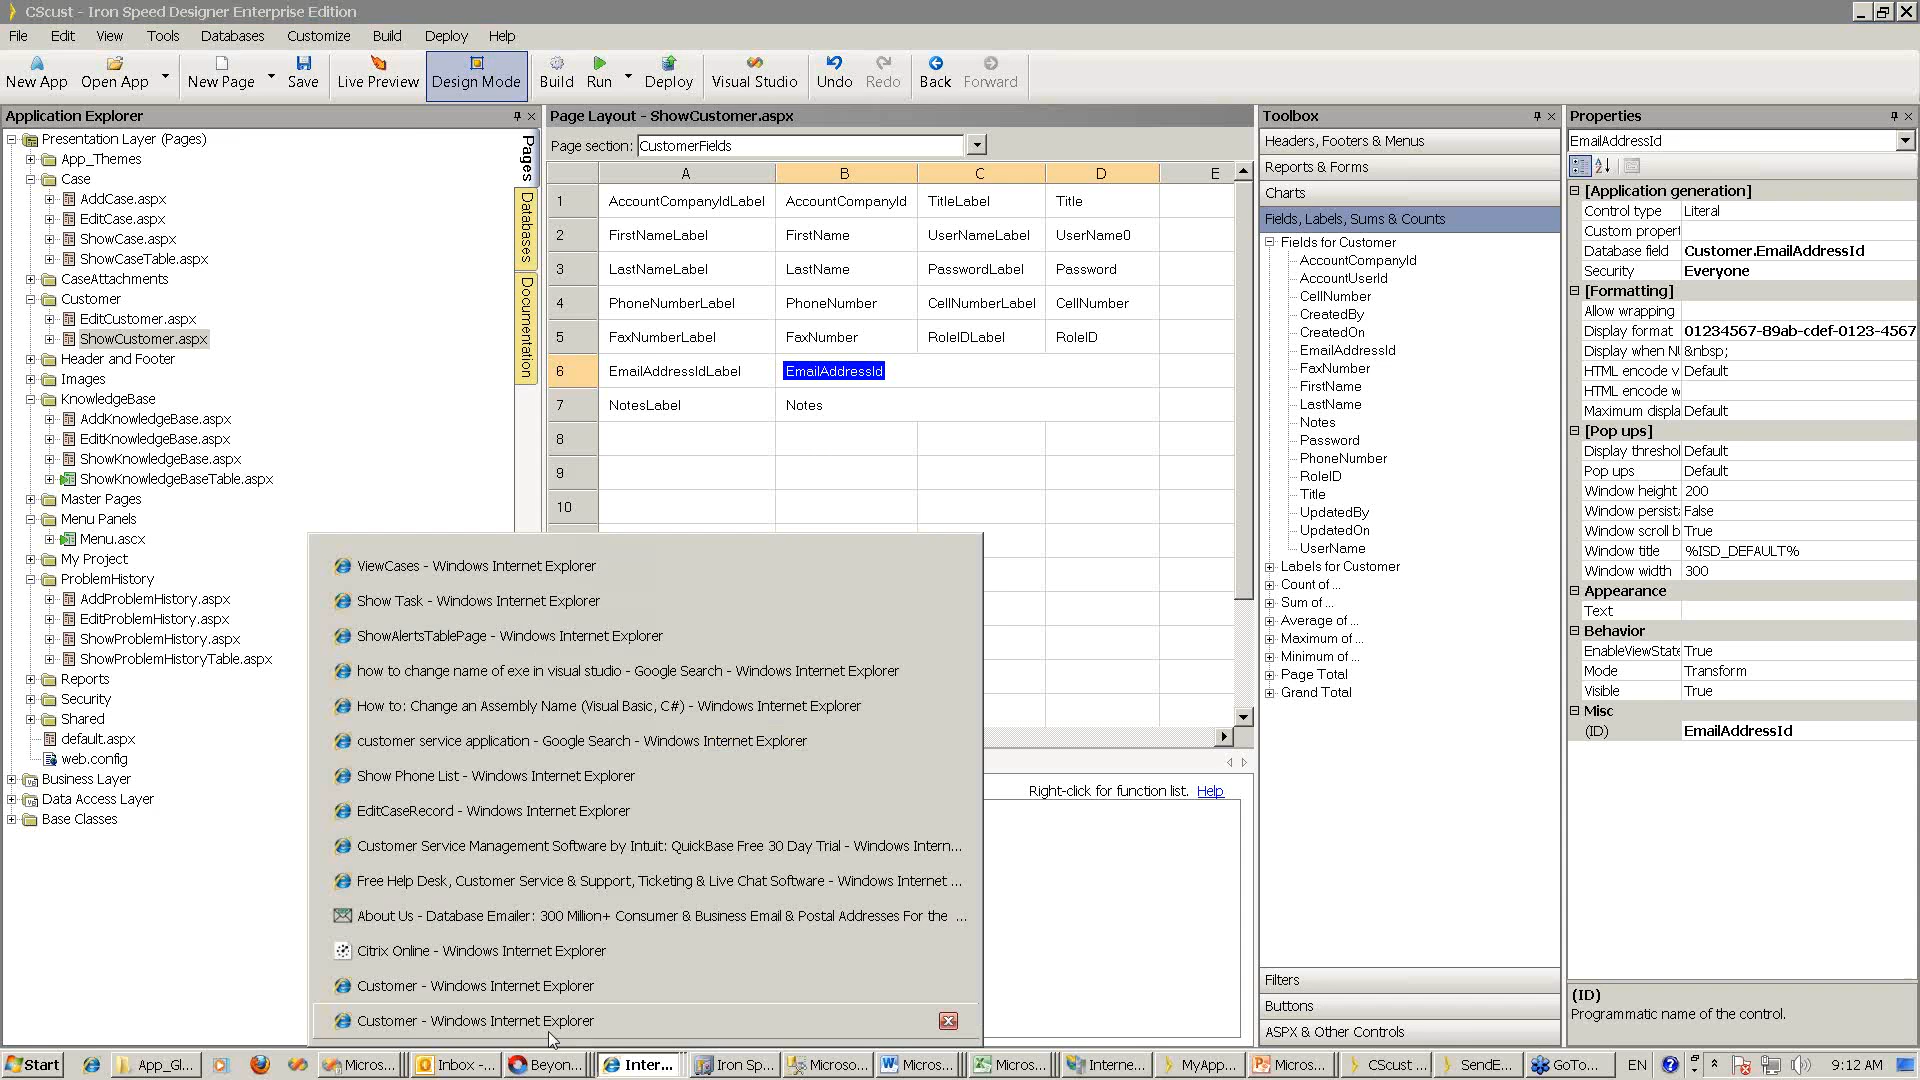 CScust - Iron Speed Designer Enterprise Edition
File Edit View Tools Databases Customize Build Deploy Help
New App Open App New Page Save Live Preview Design Mode Build Run Deploy Visual Studio Undo Redo Back Forward
Application Explorer
Presentation Layer (Pages)
App_Themes
Case
AddCase.aspx
EditCase.aspx
ShowCase.aspx
ShowCaseTable.aspx
CaseAttachments
Customer
EditCustomer.aspx
ShowCustomer.aspx
Header and Footer
Images
KnowledgeBase
AddKnowledgeBase.aspx
EditKnowledgeBase.aspx
ShowKnowledgeBase.aspx
ShowKnowledgeBaseTable.aspx
Master Pages
Menu Panels
Menu.ascx
My Project
ProblemHistory
AddProblemHistory.aspx
EditProblemHistory.aspx
ShowProblemHistory.aspx
ShowProblemHistoryTable.aspx
Reports
Security
Shared
default.aspx
web.config
Business Layer
Data Access Layer
Base Classes
Pages
Databases
Documentation
Page Layout - ShowCustomer.aspx
Page section: CustomerFields
A B C D E
1 AccountCompanyIdLabel AccountCompanyId TitleLabel Title
2 FirstNameLabel FirstName UserNameLabel UserName0
3 LastNameLabel LastName PasswordLabel Password
4 PhoneNumberLabel PhoneNumber CellNumberLabel CellNumber
5 FaxNumberLabel FaxNumber RoleIDLabel RoleID
6 EmailAddressIdLabel EmailAddressId
7 NotesLabel Notes
8
9
10
Right-click for function list. Help
ViewCases - Windows Internet Explorer
Show Task - Windows Internet Explorer
ShowAlertsTablePage - Windows Internet Explorer
how to change name of exe in visual studio - Google Search - Windows Internet Explorer
How to: Change an Assembly Name (Visual Basic, C#) - Windows Internet Explorer
customer service application - Google Search - Windows Internet Explorer
Show Phone List - Windows Internet Explorer
EditCaseRecord - Windows Internet Explorer
Customer Service Management Software by Intuit: QuickBase Free 30 Day Trial - Windows Intern...
Free Help Desk, Customer Service & Support, Ticketing & Live Chat Software - Windows Internet ...
About Us - Database Emailer: 300 Million+ Consumer & Business Email & Postal Addresses For the ...
Citrix Online - Windows Internet Explorer
Customer - Windows Internet Explorer
Customer - Windows Internet Explorer
Toolbox
Headers, Footers & Menus
Reports & Forms
Charts
Fields, Labels, Sums & Counts
Fields for Customer
AccountCompanyId
AccountUserId
CellNumber
CreatedBy
CreatedOn
EmailAddressId
FaxNumber
FirstName
LastName
Notes
Password
PhoneNumber
RoleID
Title
UpdatedBy
UpdatedOn
UserName
Labels for Customer
Count of ...
Sum of ...
Average of ...
Maximum of ...
Minimum of ...
Page Total
Grand Total
Filters
Buttons
ASPX & Other Controls
Properties
EmailAddressId
[Application generation]
Control type Literal
Custom propert
Database field Customer.EmailAddressId
Security Everyone
[Formatting]
Allow wrapping
Display format 01234567-89ab-cdef-0123-4567
Display when NU &nbsp;
HTML encode v Default
HTML encode w
Maximum displa Default
[Pop ups]
Display threshol Default
Pop ups Default
Window height 200
Window persist: False
Window scroll b True
Window title %ISD_DEFAULT%
Window width 300
Appearance
Text
Behavior
EnableViewState True
Mode Transform
Visible True
Misc
(ID) EmailAddressId
(ID)
Programmatic name of the control.
Start App_Gl... Micros... Inbox -... Beyon... Inter... Iron Sp... Microso... Micros... Micros... Interne... MyApp... Micros... CScust ... SendE... GoTo... EN 9:12 AM